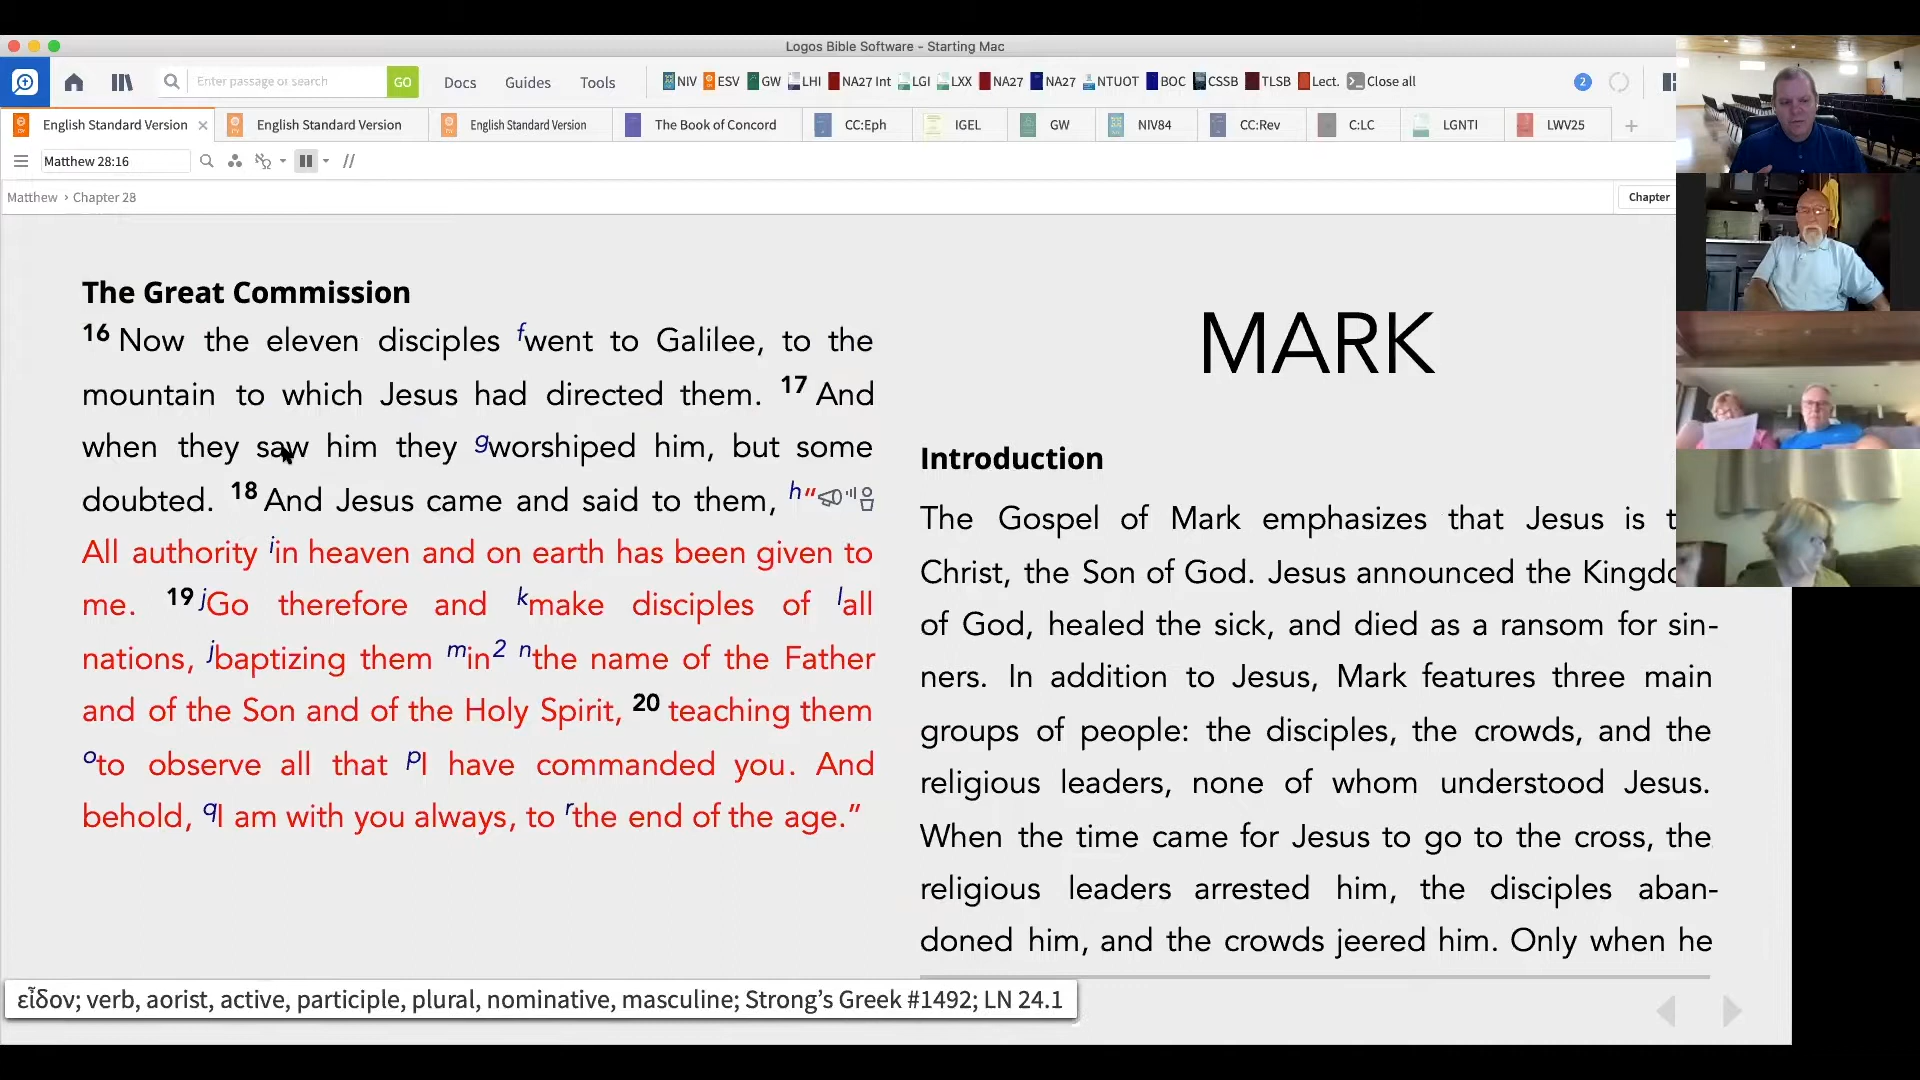 Logos Bible Software - Starting Mac
Enter passage or search GO Docs Guides Tools NIV ESV GW LHI NA27 Int LGI LXX NA27 NA27 NTUOT BOC CSSB TLSB Lect. Close all 2
English Standard Version English Standard Version English Standard Version The Book of Concord CC:Eph IGEL GW NIV84 CC:Rev C:LC LGNTI LWV25
Matthew 28:16
Matthew › Chapter 28 Chapter
The Great Commission
16 Now the eleven disciples fwent to Galilee, to the
mountain to which Jesus had directed them. 17 And
when they saw him they gworshiped him, but some
doubted. 18 And Jesus came and said to them, h"
All authority iin heaven and on earth has been given to
me. 19 jGo therefore and kmake disciples of lall
nations, jbaptizing them min2 nthe name of the Father
and of the Son and of the Holy Spirit, 20 teaching them
oto observe all that pI have commanded you. And
behold, qI am with you always, to rthe end of the age.”
MARK
Introduction
The Gospel of Mark emphasizes that Jesus is t
Christ, the Son of God. Jesus announced the Kingdo
of God, healed the sick, and died as a ransom for sin-
ners. In addition to Jesus, Mark features three main
groups of people: the disciples, the crowds, and the
religious leaders, none of whom understood Jesus.
When the time came for Jesus to go to the cross, the
religious leaders arrested him, the disciples aban-
doned him, and the crowds jeered him. Only when he
εἶδον; verb, aorist, active, participle, plural, nominative, masculine; Strong’s Greek #1492; LN 24.1